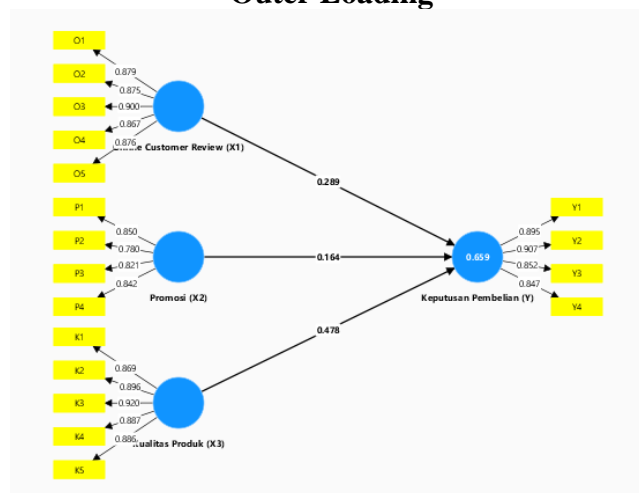 Outer Loading
O1
O2
O3
O4
O5
0.879
0.875
0.900
0.867
0.876
Customer Review (X1)
P1
P2
P3
P4
0.850
0.780
0.821
0.842
Promosi (X2)
K1
K2
K3
K4
K5
0.869
0.896
0.920
0.887
0.886
ualitas Produk (X3)
0.289
0.164
0.478
0.659
Keputusan Pembelian (Y)
0.895
0.907
0.852
0.847
Y1
Y2
Y3
Y4